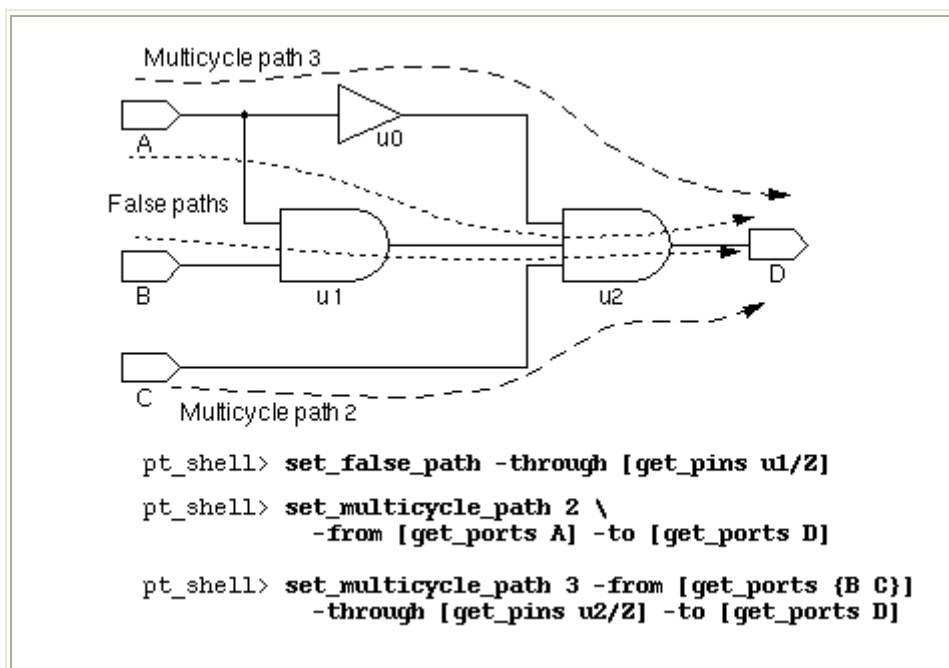 Multicycle path 3
A
u0
False paths
B
u1
u2
D
C
Multicycle path 2
pt_shell> set_false_path -through [get_pins u1/Z]
pt_shell> set_multicycle_path 2 \
-from [get_ports A] -to [get_ports D]
pt_shell> set_multicycle_path 3 -from [get_ports {B C}]
-through [get_pins u2/Z] -to [get_ports D]